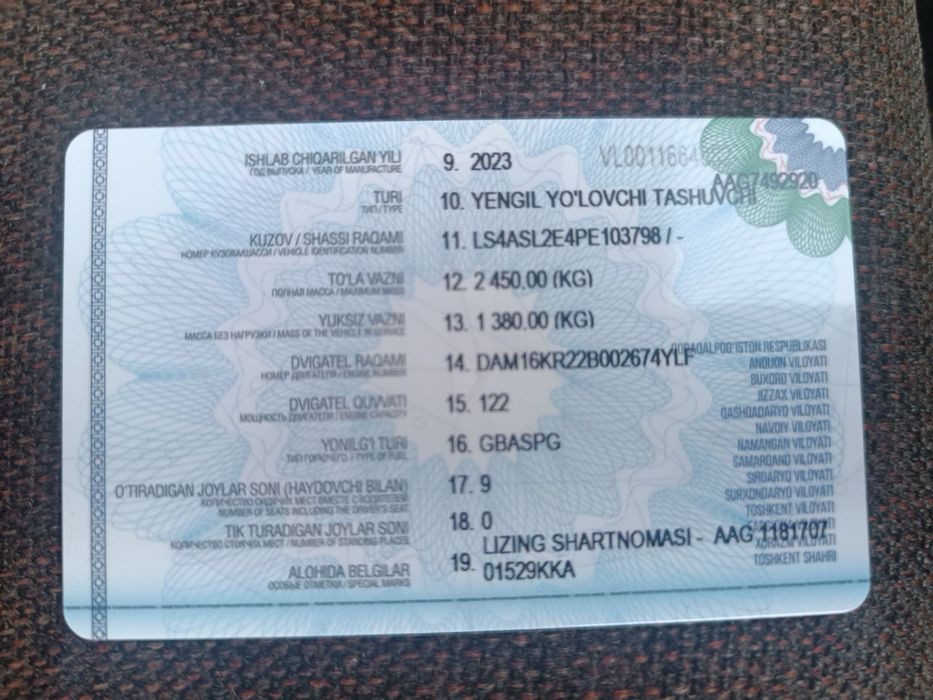 ISHLAB CHIQARILGAN YILI
ГОД ВЫПУСКА / YEAR OF MANUFACTURE
9. 2023
AAG7492920
TURI
ТИП / TYPE
10. YENGIL YO'LOVCHI TASHUVCHI
KUZOV / SHASSI RAQAMI
НОМЕР КУЗОВА/ШАССИ / VEHICLE IDENTIFICATION NUMBER
11. LS4ASL2E4PE103798 / -
TO'LA VAZNI
ПОЛНАЯ МАССА / MAXIMUM MASS
12. 2 450.00 (KG)
YUKSIZ VAZNI
МАССА БЕЗ НАГРУЗКИ / MASS OF THE VEHICLE IN SERVICE
13. 1 380.00 (KG)
DVIGATEL RAQAMI
НОМЕР ДВИГАТЕЛЯ / ENGINE NUMBER
14. DAM16KR22B002674YLF
DVIGATEL QUVVATI
МОЩНОСТЬ ДВИГАТЕЛЯ / ENGINE CAPACITY
15. 122
YONILG'I TURI
ТИП ГОРЮЧЕГО / TYPE OF FUEL
16. GBASPG
O'TIRADIGAN JOYLAR SONI (HAYDOVCHI BILAN)
КОЛИЧЕСТВО СИДЯЧИХ МЕСТ ВМЕСТЕ С ВОДИТЕЛЕМ
NUMBER OF SEATS INCLUDING THE DRIVER'S SEAT
17. 9
TIK TURADIGAN JOYLAR SONI
КОЛИЧЕСТВО СТОЯЧИХ МЕСТ / NUMBER OF STANDING PLACES
18. 0
ALOHIDA BELGILAR
ОСОБЫЕ ОТМЕТКИ / SPECIAL MARKS
19. LIZING SHARTNOMASI - AAG 1181707
01529KKA
QORAQALPOG'ISTON RESPUBLIKASI
ANDIJON VILOYATI
BUXORO VILOYATI
JIZZAX VILOYATI
QASHQADARYO VILOYATI
NAVOIY VILOYATI
NAMANGAN VILOYATI
SAMARQAND VILOYATI
SIRDARYO VILOYATI
SURXONDARYO VILOYATI
TOSHKENT VILOYATI
XORAZM VILOYATI
TOSHKENT SHAHRI